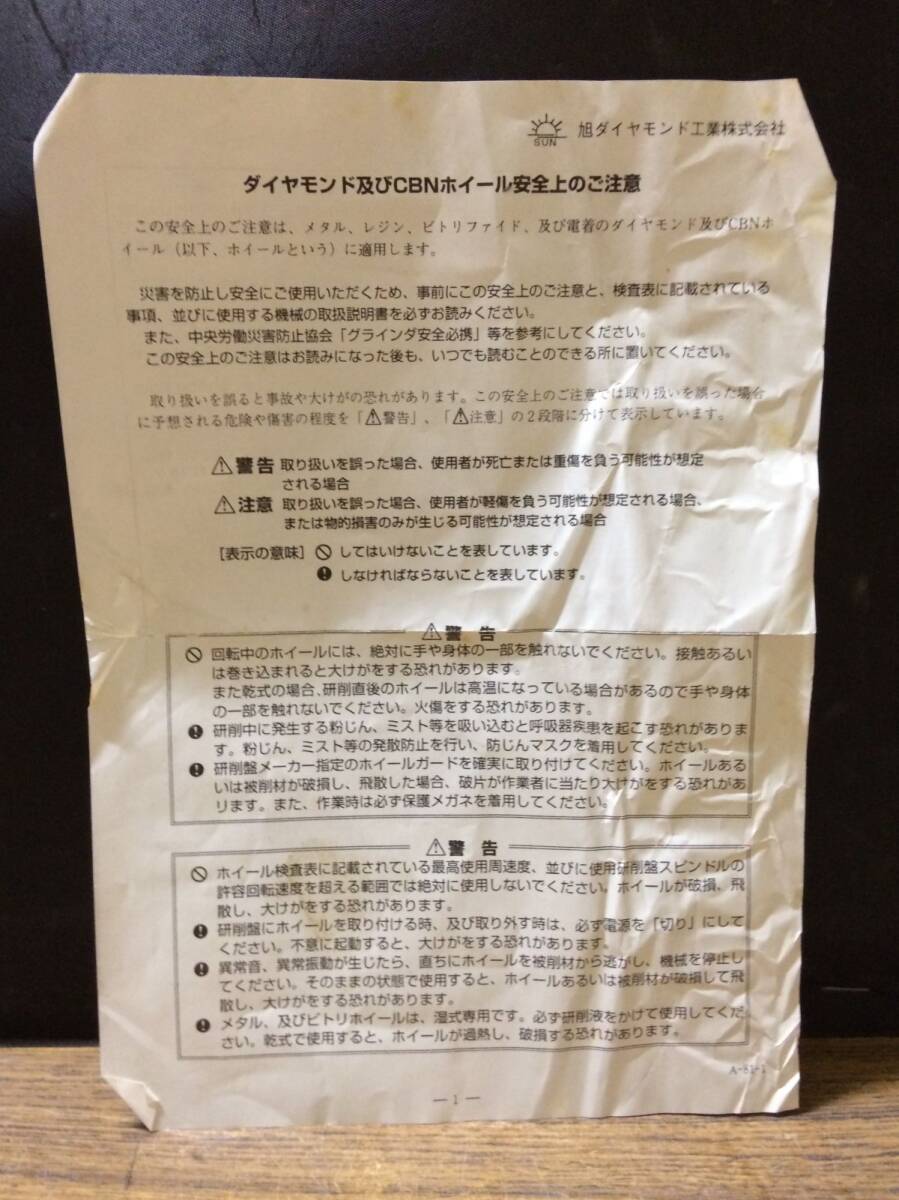 SUN 旭ダイヤモンド工業株式会社
ダイヤモンド及びCBNホイール安全上のご注意
この安全上のご注意は、メタル、レジン、ビトリファイド、及び電着のダイヤモンド及びCBNホ
イール（以下、ホイールという）に適用します。
災害を防止し安全にご使用いただくため、事前にこの安全上のご注意と、検査表に記載されている
事項、並びに使用する機械の取扱説明書を必ずお読みください。
また、中央労働災害防止協会「グラインダ安全必携」等を参考にしてください。
この安全上のご注意はお読みになった後も、いつでも読むことのできる所に置いてください。
取り扱いを誤ると事故や大けがの恐れがあります。この安全上のご注意では取り扱いを誤った場合
に予想される危険や傷害の程度を「⚠警告」、「⚠注意」の2段階に分けて表示しています。
⚠警告 取り扱いを誤った場合、使用者が死亡または重傷を負う可能性が想定
される場合
⚠注意 取り扱いを誤った場合、使用者が軽傷を負う可能性が想定される場合、
または物的損害のみが生じる可能性が想定される場合
［表示の意味］🚫 してはいけないことを表しています。
❗ しなければならないことを表しています。
⚠警告
🚫 回転中のホイールには、絶対に手や身体の一部を触れないでください。接触あるい
は巻き込まれると大けがをする恐れがあります。
また乾式の場合、研削直後のホイールは高温になっている場合があるので手や身体
の一部を触れないでください。火傷をする恐れがあります。
❗ 研削中に発生する粉じん、ミスト等を吸い込むと呼吸器疾患を起こす恐れがありま
す。粉じん、ミスト等の発散防止を行い、防じんマスクを着用してください。
❗ 研削盤メーカー指定のホイールガードを確実に取り付けてください。ホイールある
いは被削材が破損し、飛散した場合、破片が作業者に当たり大けがをする恐れがあ
ります。また、作業時は必ず保護メガネを着用してください。
⚠警告
🚫 ホイール検査表に記載されている最高使用周速度、並びに使用研削盤スピンドルの
許容回転速度を超える範囲では絶対に使用しないでください。ホイールが破損、飛
散し、大けがをする恐れがあります。
❗ 研削盤にホイールを取り付ける時、及び取り外す時は、必ず電源を「切り」にして
ください。不意に起動すると、大けがをする恐れがあります。
❗ 異常音、異常振動が生じたら、直ちにホイールを被削材から逃がし、機械を停止し
てください。そのままの状態で使用すると、ホイールあるいは被削材が破損して飛
散し、大けがをする恐れがあります。
❗ メタル、及びビトリホイールは、湿式専用です。必ず研削液をかけて使用してくだ
さい。乾式で使用すると、ホイールが過熱し、破損する恐れがあります。
A-81-1
—1—